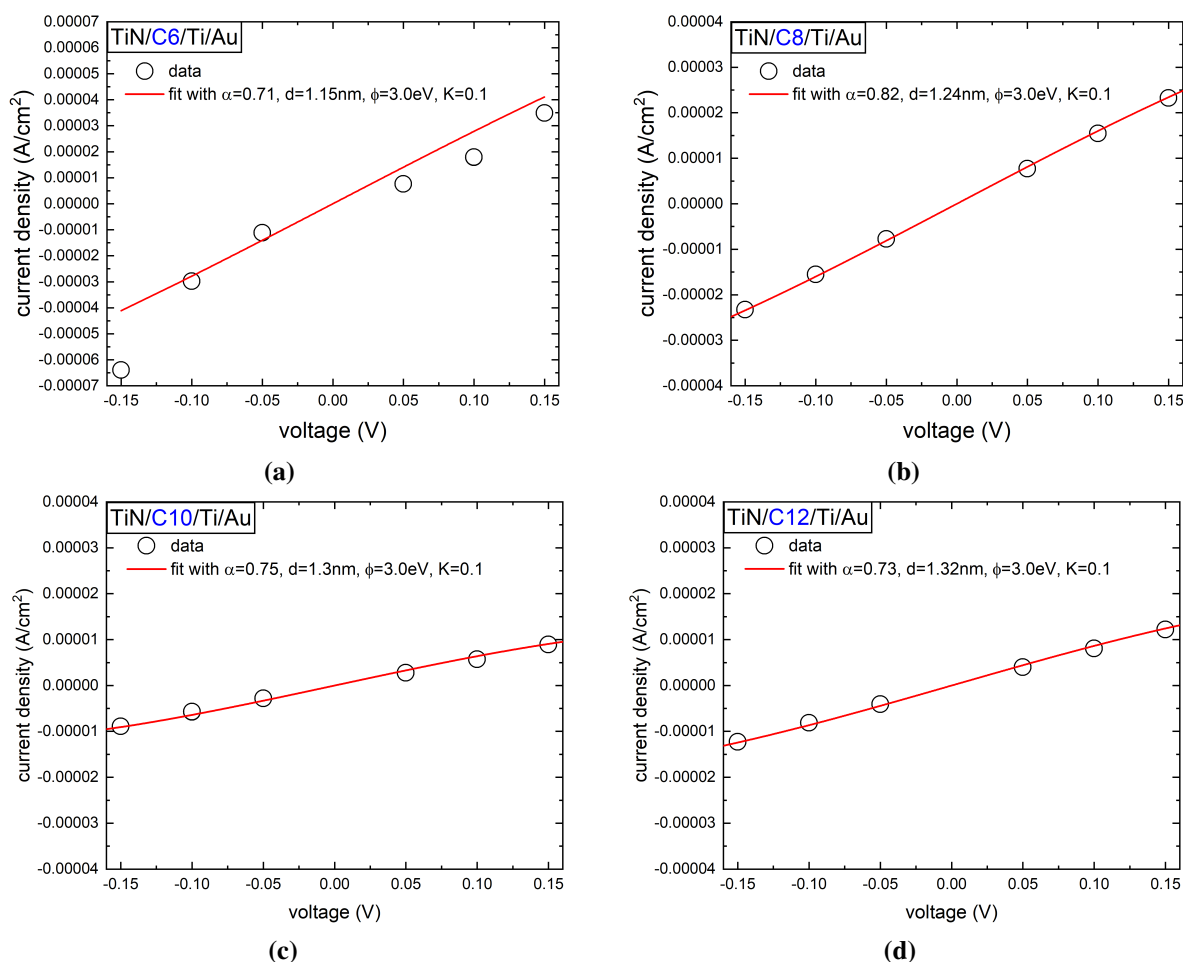 TiN/C6/Ti/Au
data
fit with α=0.71, d=1.15nm, ϕ=3.0eV, K=0.1
0.00007
0.00006
0.00005
0.00004
0.00003
0.00002
0.00001
0.00000
-0.00001
-0.00002
-0.00003
-0.00004
-0.00005
-0.00006
-0.00007
current density (A/cm²)
-0.15 -0.10 -0.05 0.00 0.05 0.10 0.15
voltage (V)
(a)
TiN/C8/Ti/Au
data
fit with α=0.82, d=1.24nm, ϕ=3.0eV, K=0.1
0.00004
0.00003
0.00002
0.00001
0.00000
-0.00001
-0.00002
-0.00003
-0.00004
current density (A/cm²)
-0.15 -0.10 -0.05 0.00 0.05 0.10 0.15
voltage (V)
(b)
TiN/C10/Ti/Au
data
fit with α=0.75, d=1.3nm, ϕ=3.0eV, K=0.1
0.00004
0.00003
0.00002
0.00001
0.00000
-0.00001
-0.00002
-0.00003
-0.00004
current density (A/cm²)
-0.15 -0.10 -0.05 0.00 0.05 0.10 0.15
voltage (V)
(c)
TiN/C12/Ti/Au
data
fit with α=0.73, d=1.32nm, ϕ=3.0eV, K=0.1
0.00004
0.00003
0.00002
0.00001
0.00000
-0.00001
-0.00002
-0.00003
-0.00004
current density (A/cm²)
-0.15 -0.10 -0.05 0.00 0.05 0.10 0.15
voltage (V)
(d)